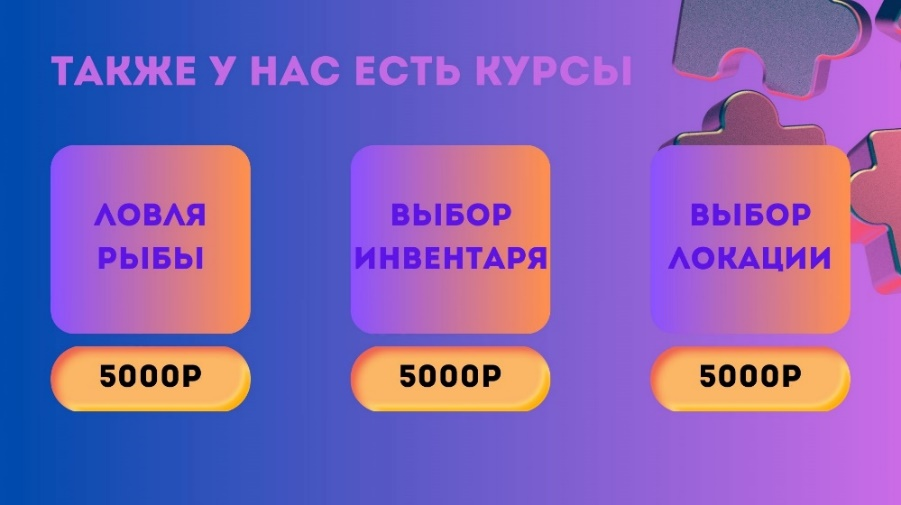 ТАКЖЕ У НАС ЕСТЬ КУРСЫ
ЛОВЛЯ
РЫБЫ
5000Р
ВЫБОР
ИНВЕНТАРЯ
5000Р
ВЫБОР
ЛОКАЦИИ
5000Р